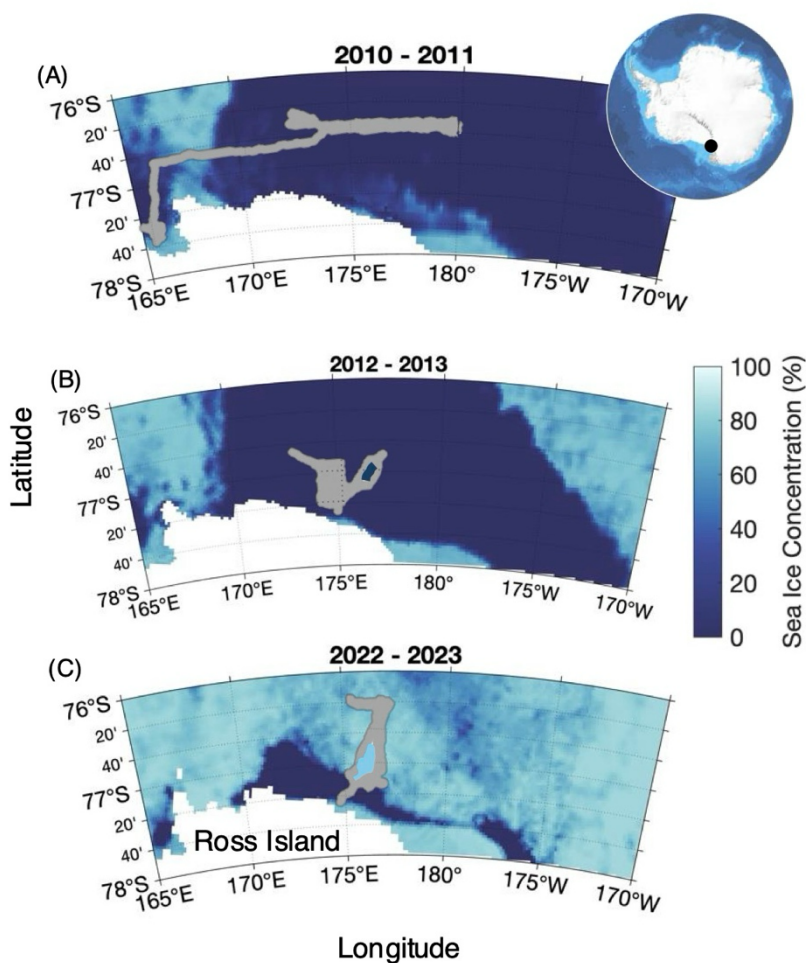 2010 - 2011
(A)
76°S
20'
40'
77°S
20'
40'
78°S
165°E
170°E
175°E
180°
175°W
170°W
2012 - 2013
(B)
76°S
20'
40'
77°S
20'
40'
78°S
165°E
170°E
175°E
180°
175°W
170°W
100
80
60
40
20
0
Sea Ice Concentration (%)
Latitude
2022 - 2023
(C)
76°S
20'
40'
77°S
20'
40'
78°S
Ross Island
165°E
170°E
175°E
180°
175°W
170°W
Longitude